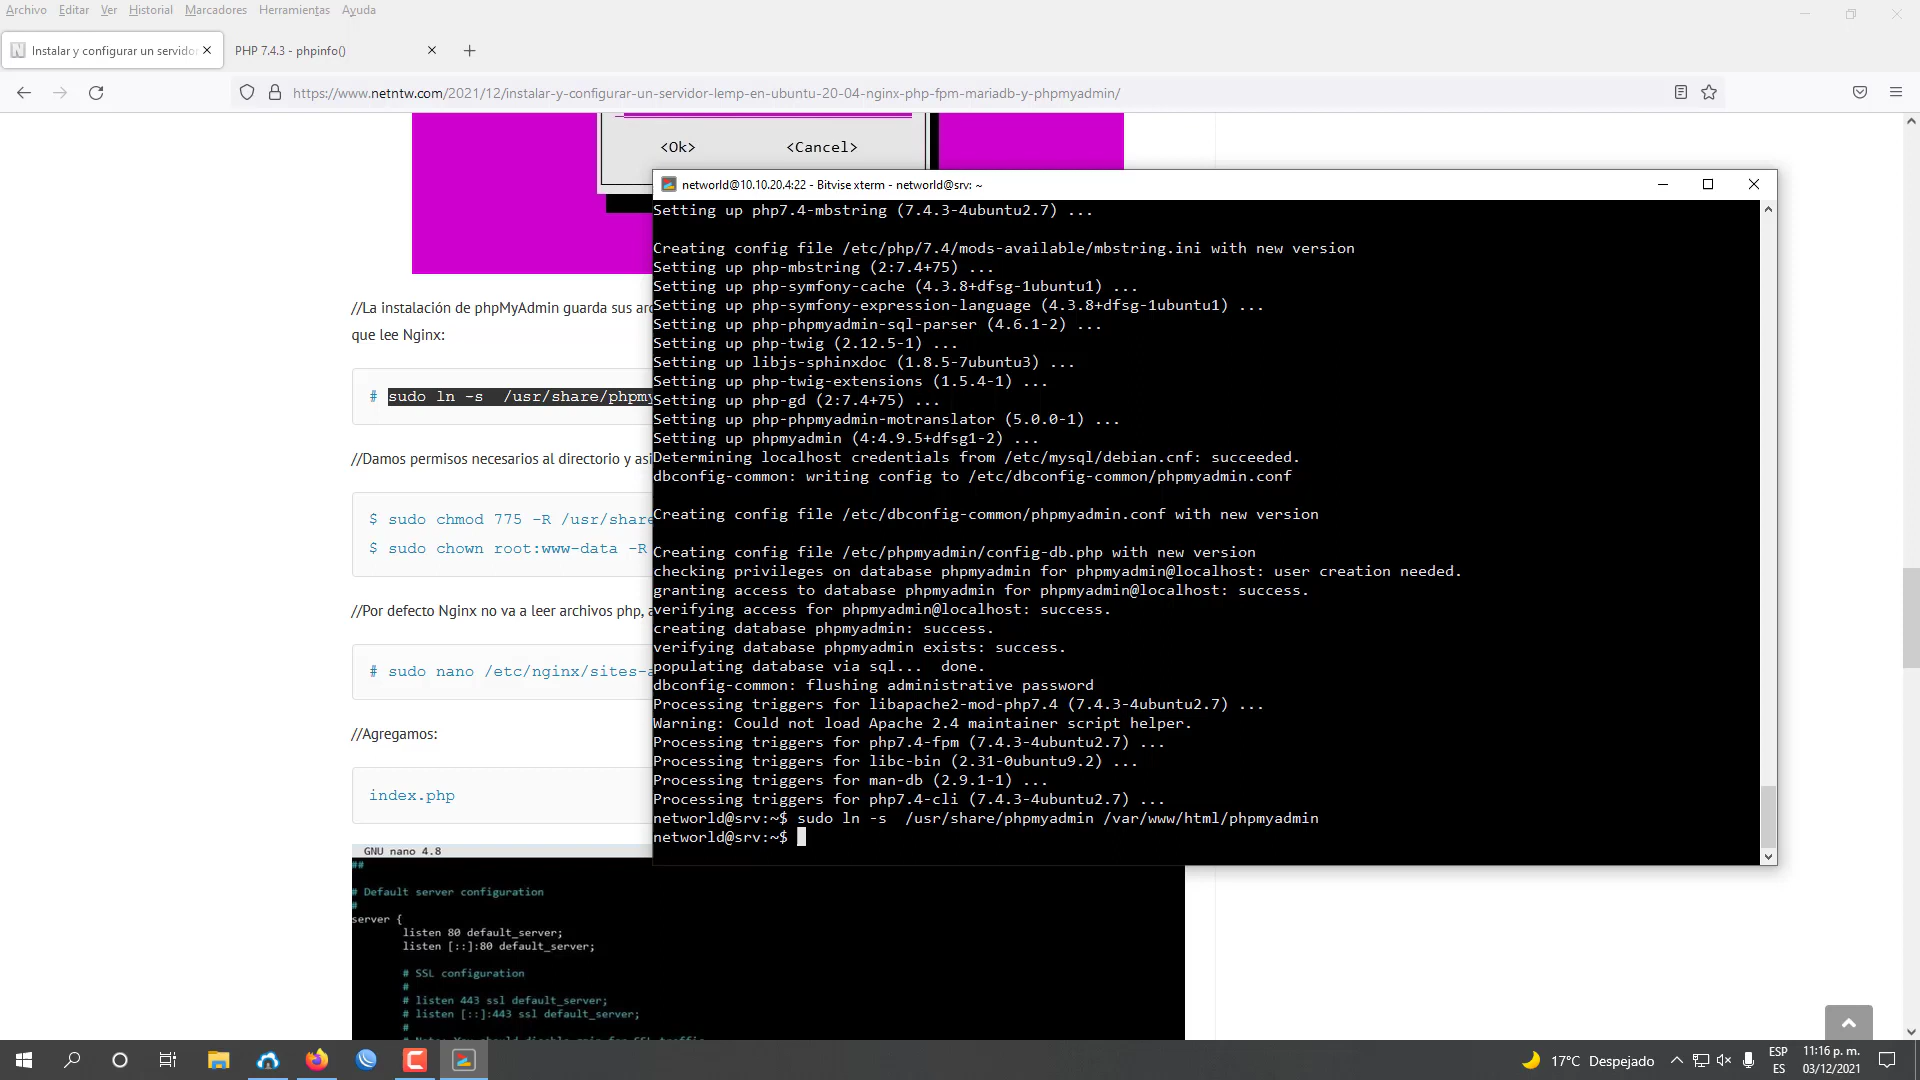 Archivo Editar Ver Historial Marcadores Herramientas Ayuda
Instalar y configurar un servido
PHP 7.4.3 - phpinfo()
https://www.netntw.com/2021/12/instalar-y-configurar-un-servidor-lemp-en-ubuntu-20-04-nginx-php-fpm-mariadb-y-phpmyadmin/
<Ok> <Cancel>
//La instalación de phpMyAdmin guarda sus
que lee Nginx:
# sudo ln -s  /usr/share/phpmy
//Damos permisos necesarios al directorio y asi
$ sudo chmod 775 -R /usr/share
$ sudo chown root:www-data -R
//Por defecto Nginx no va a leer archivos php,
# sudo nano /etc/nginx/sites-
//Agregamos:
index.php
GNU nano 4.8
##
# Default server configuration
#
server {
listen 80 default_server;
listen [::]:80 default_server;
# SSL configuration
#
# listen 443 ssl default_server;
# listen [::]:443 ssl default_server;
#
networld@10.10.20.4:22 - Bitvise xterm - networld@srv: ~
Setting up php7.4-mbstring (7.4.3-4ubuntu2.7) ...
Creating config file /etc/php/7.4/mods-available/mbstring.ini with new version
Setting up php-mbstring (2:7.4+75) ...
Setting up php-symfony-cache (4.3.8+dfsg-1ubuntu1) ...
Setting up php-symfony-expression-language (4.3.8+dfsg-1ubuntu1) ...
Setting up php-phpmyadmin-sql-parser (4.6.1-2) ...
Setting up php-twig (2.12.5-1) ...
Setting up libjs-sphinxdoc (1.8.5-7ubuntu3) ...
Setting up php-twig-extensions (1.5.4-1) ...
Setting up php-gd (2:7.4+75) ...
Setting up php-phpmyadmin-motranslator (5.0.0-1) ...
Setting up phpmyadmin (4:4.9.5+dfsg1-2) ...
Determining localhost credentials from /etc/mysql/debian.cnf: succeeded.
dbconfig-common: writing config to /etc/dbconfig-common/phpmyadmin.conf
Creating config file /etc/dbconfig-common/phpmyadmin.conf with new version
Creating config file /etc/phpmyadmin/config-db.php with new version
checking privileges on database phpmyadmin for phpmyadmin@localhost: user creation needed.
granting access to database phpmyadmin for phpmyadmin@localhost: success.
verifying access for phpmyadmin@localhost: success.
creating database phpmyadmin: success.
verifying database phpmyadmin exists: success.
populating database via sql...  done.
dbconfig-common: flushing administrative password
Processing triggers for libapache2-mod-php7.4 (7.4.3-4ubuntu2.7) ...
Warning: Could not load Apache 2.4 maintainer script helper.
Processing triggers for php7.4-fpm (7.4.3-4ubuntu2.7) ...
Processing triggers for libc-bin (2.31-0ubuntu9.2) ...
Processing triggers for man-db (2.9.1-1) ...
Processing triggers for php7.4-cli (7.4.3-4ubuntu2.7) ...
networld@srv:~$ sudo ln -s  /usr/share/phpmyadmin /var/www/html/phpmyadmin
networld@srv:~$
17°C Despejado
ESP
ES
11:16 p. m.
03/12/2021